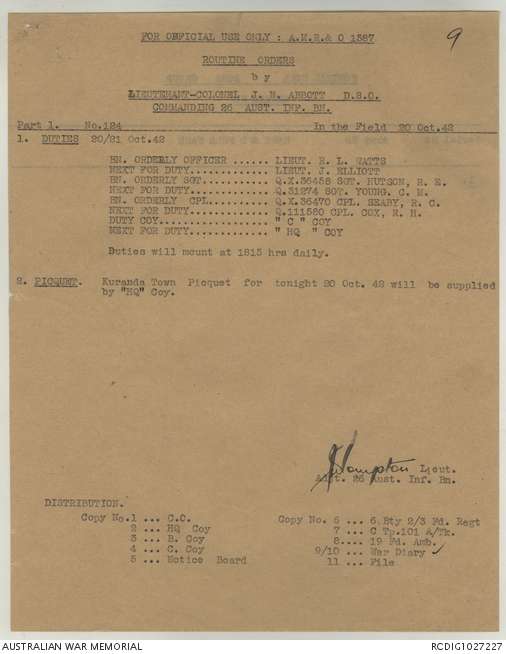 FOR OFFICIAL USE ONLY : A.M.R.& O 1387
9
ROUTINE ORDERS
by
LIEUTENANT-COLONEL J. N. ABBOTT D.S.O.
COMMANDING 26 AUST. INF. BN.
Part 1. No.124 In the Field 20 Oct.42
1. DUTIES 20/21 Oct.42
BN. ORDERLY OFFICER ...... LIEUT. R. L. WATTS
NEXT FOR DUTY............ LIEUT. J. ELLIOTT
BN. ORDERLY SGT.......... Q.X.36458 SGT. HUTSON, R. E.
NEXT FOR DUTY............ Q.31274 SGT. YOUNG. C. M.
BN. ORDERLY CPL......... Q.X.36470 CPL. SEABY, R. C.
NEXT FOR DUTY........... Q.111580 CPL. COX, R. H.
DUTY COY................ " C " COY
NEXT FOR DUTY........... " HQ " COY
Duties will mount at 1815 hrs daily.
2. PICQUET. Kuranda Town Picquet for tonight 20 Oct. 42 will be supplied
by "HQ" Coy.
Lieut.
Adjt. 26 Aust. Inf. Bn.
DISTRIBUTION.
Copy No.1 ... C.O.
2 ... HQ Coy
3 ... B. Coy
4 ... C. Coy
5 ... Notice Board
Copy No. 6 ... 6 Bty 2/3 Fd. Regt
7 ... C Tp.101 A/Tk.
8.... 19 Fd. Amb.
9/10 ... War Diary ✓
11 ... File
AUSTRALIAN WAR MEMORIAL
RCDIG1027227